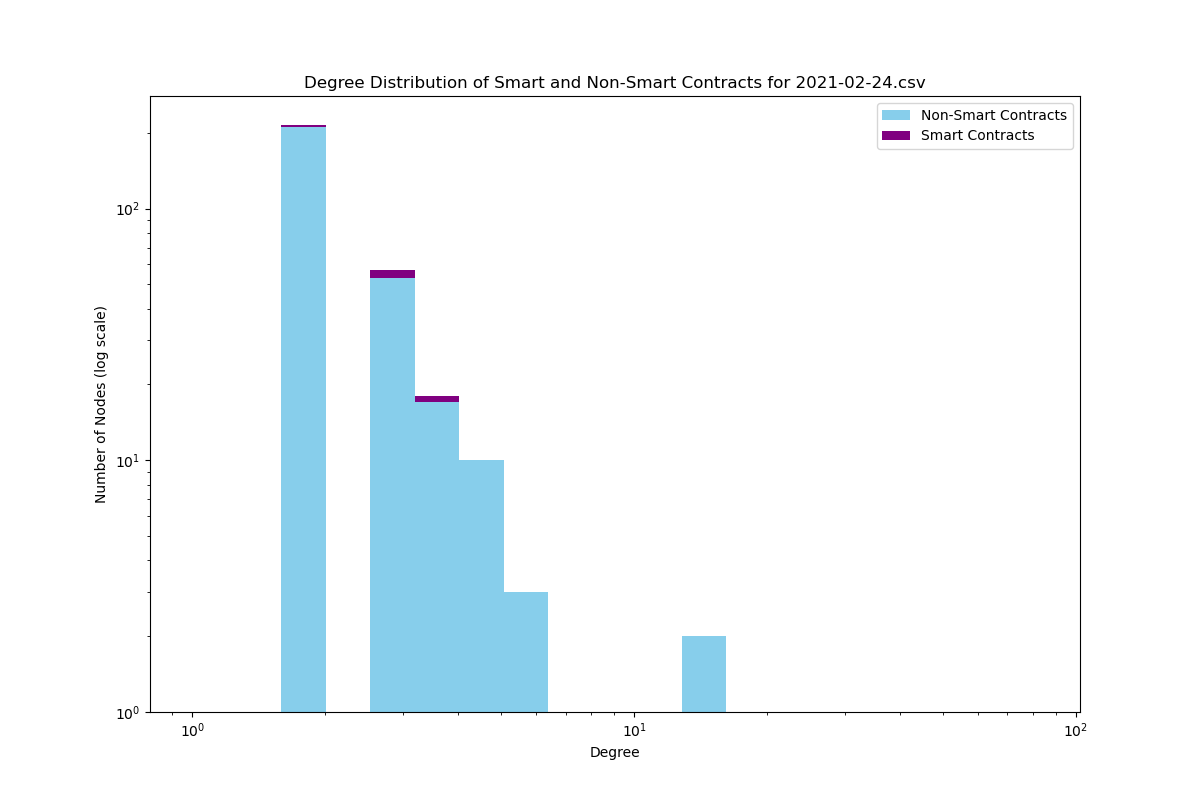 Degree Distribution of Smart and Non-Smart Contracts for 2021-02-24.csv
Non-Smart Contracts
Smart Contracts
Number of Nodes (log scale)
10²
10¹
10⁰
10⁰ 10¹ 10²
Degree